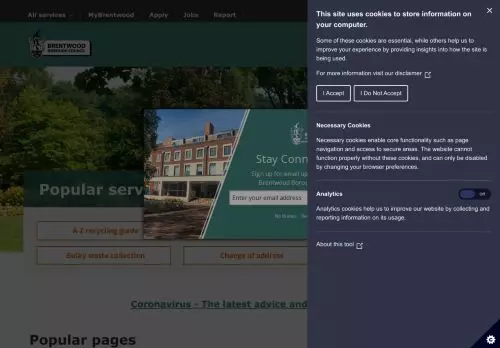 All services
MyBrentwood
Apply
Jobs
Report
BRENTWOOD
BOROUGH COUNCIL
Popular serv
A-Z recycling guide
Bulky waste collection
Change of address
Coronavirus - The latest advice and
Popular pages
Stay Conn
Sign up for email up
Brentwood Boro
Enter your email address
This site uses cookies to store information on
your computer.
Some of these cookies are essential, while others help us to
improve your experience by providing insights into how the site is
being used.
For more information visit our disclaimer
I Accept
I Do Not Accept
Necessary Cookies
Necessary cookies enable core functionality such as page
navigation and access to secure areas. The website cannot
function properly without these cookies, and can only be disabled
by changing your browser preferences.
Analytics
Off
Analytics cookies help us to improve our website by collecting and
reporting information on its usage.
About this tool